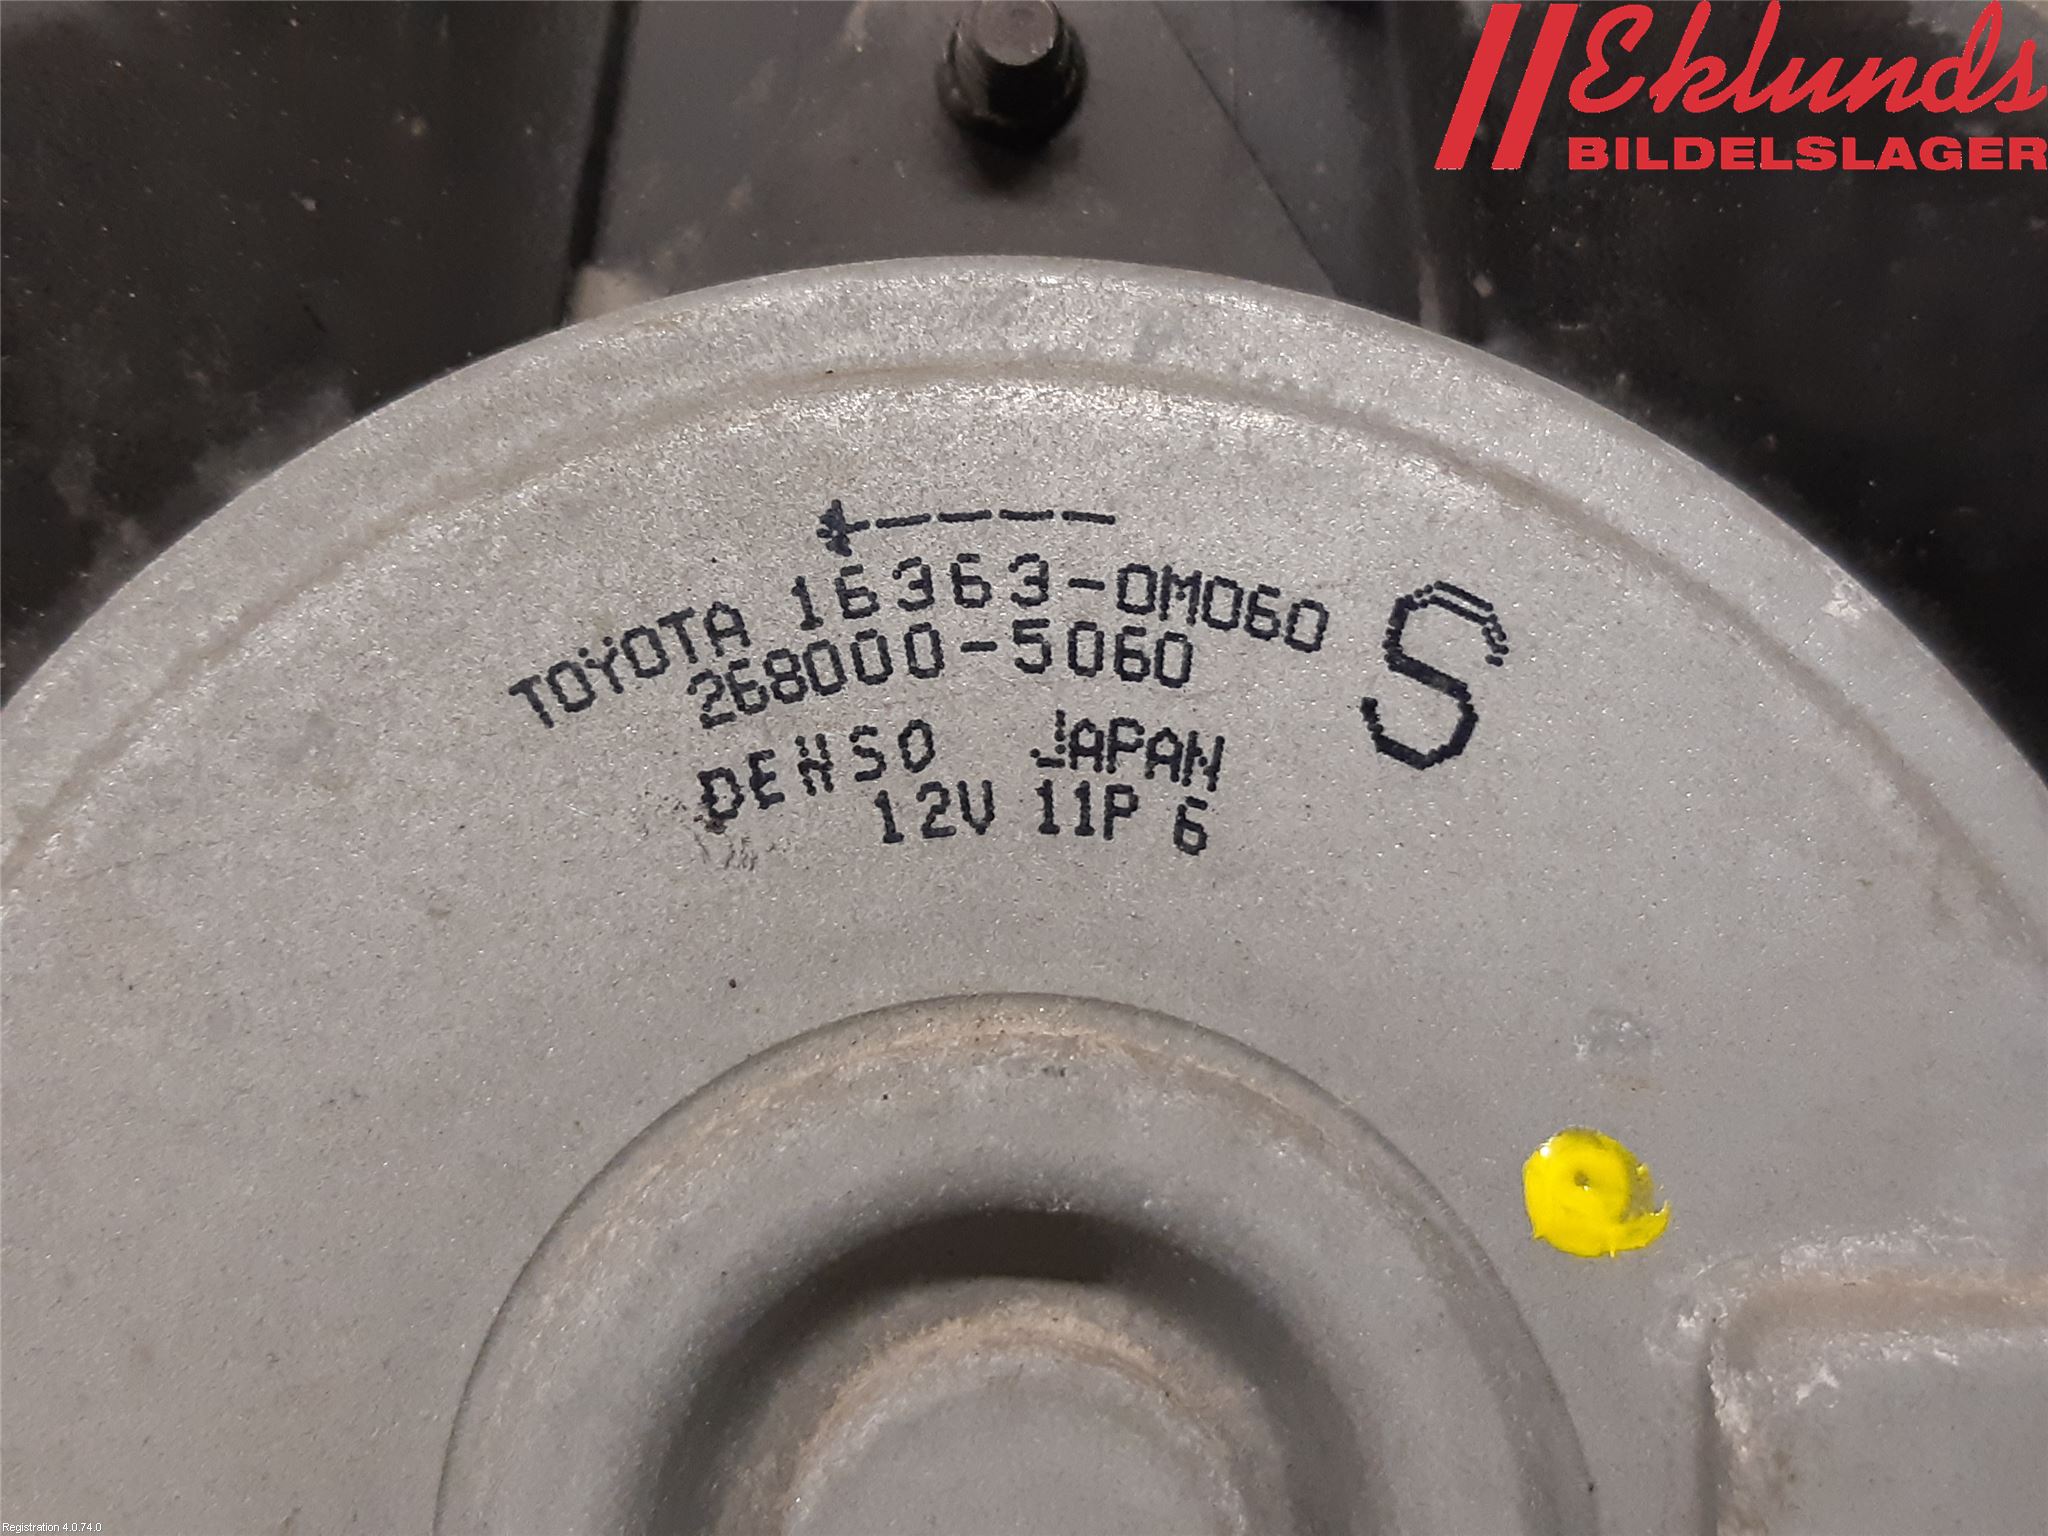 Eklunds
BILDELSLAGER
TOYOTA 16363-0M060
268000-5060
S
DENSO JAPAN
12V 11P 6
Registration 4.0.74.0